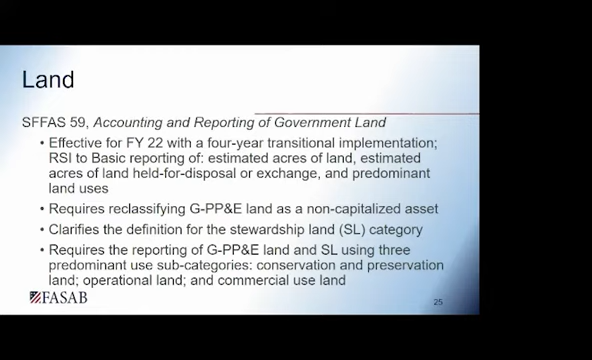 Land
SFFAS 59, Accounting and Reporting of Government Land
• Effective for FY 22 with a four-year transitional implementation;
RSI to Basic reporting of: estimated acres of land, estimated
acres of land held-for-disposal or exchange, and predominant
land uses
• Requires reclassifying G-PP&E land as a non-capitalized asset
• Clarifies the definition for the stewardship land (SL) category
• Requires the reporting of G-PP&E land and SL using three
predominant use sub-categories: conservation and preservation
land; operational land; and commercial use land
FASAB
25